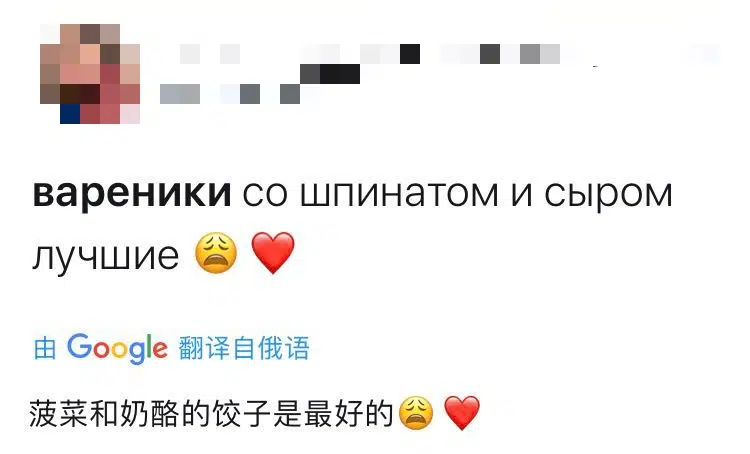 вареники со шпинатом и сыром
лучшие 😩 ❤️
由 Google 翻译自俄语
菠菜和奶酪的饺子是最好的😩 ❤️